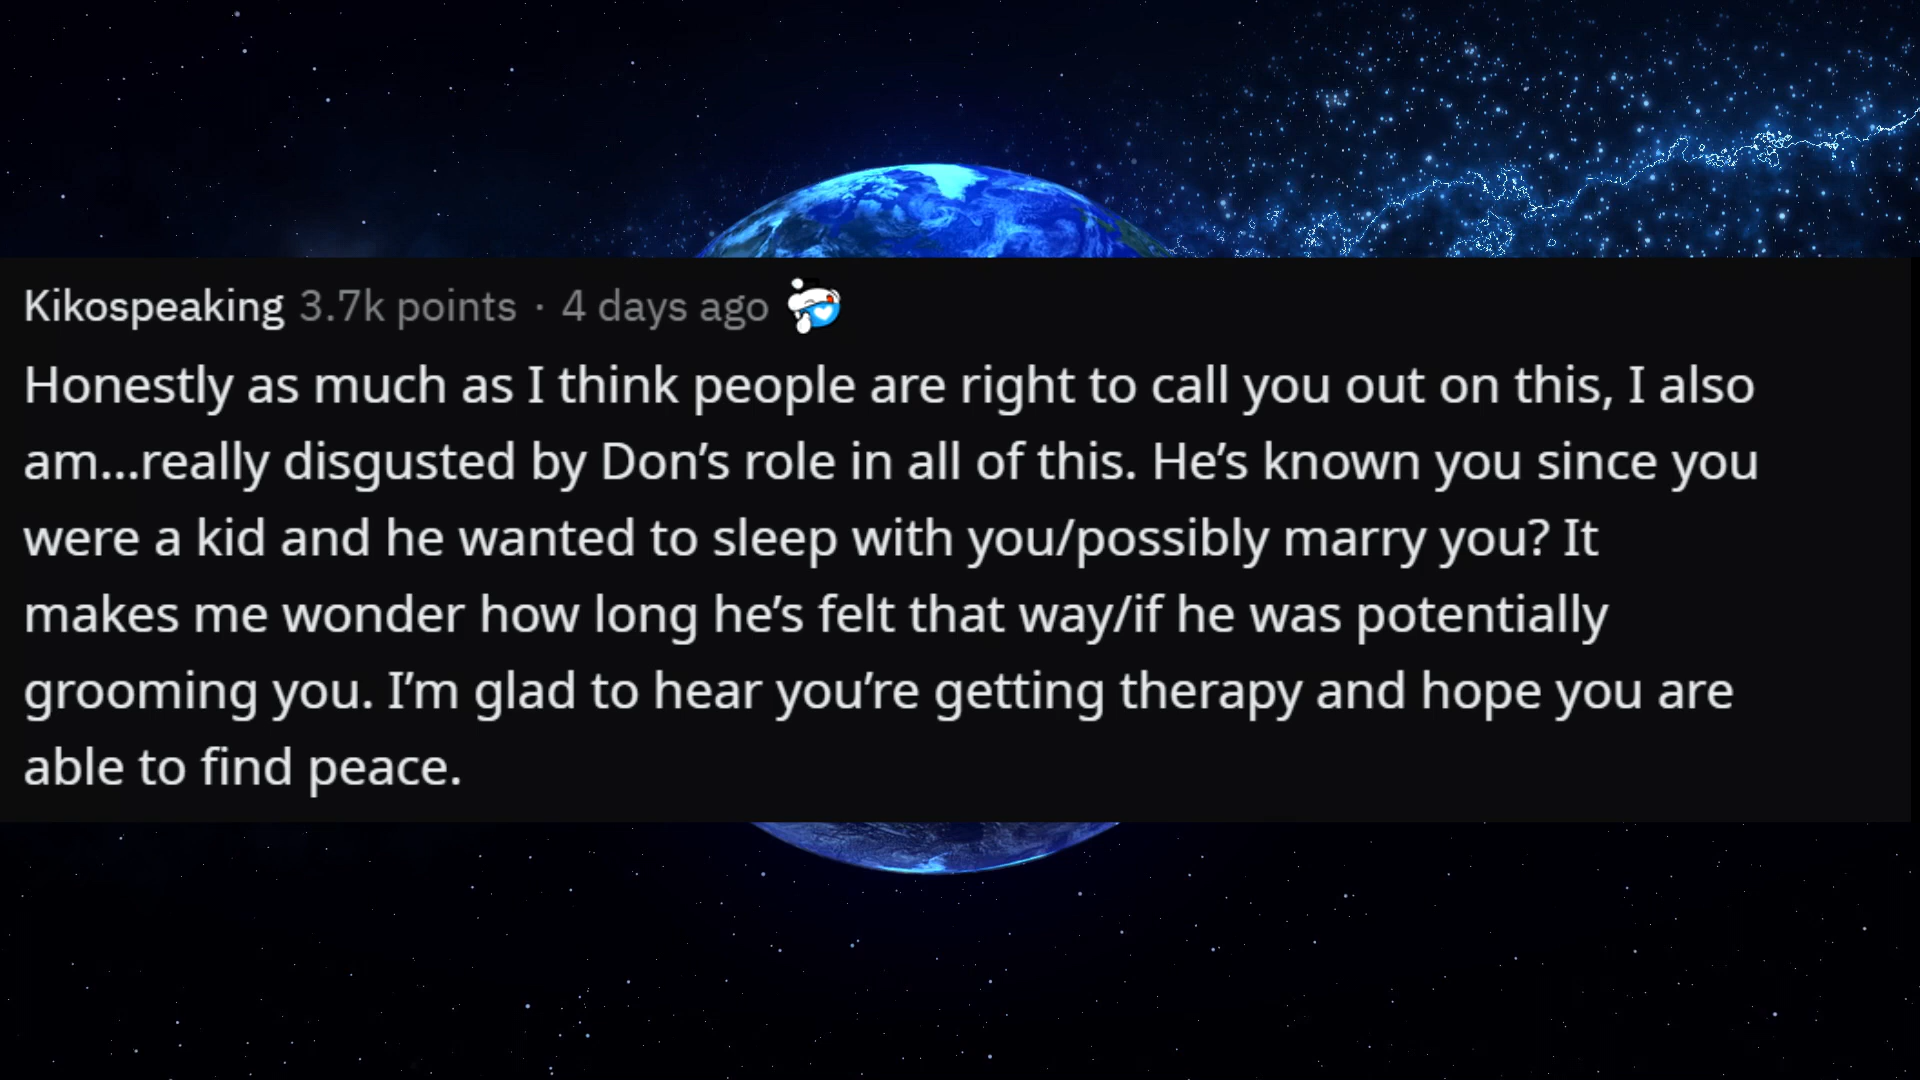 Kikospeaking 3.7k points · 4 days ago
Honestly as much as I think people are right to call you out on this, I also
am...really disgusted by Don’s role in all of this. He’s known you since you
were a kid and he wanted to sleep with you/possibly marry you? It
makes me wonder how long he’s felt that way/if he was potentially
grooming you. I’m glad to hear you’re getting therapy and hope you are
able to find peace.